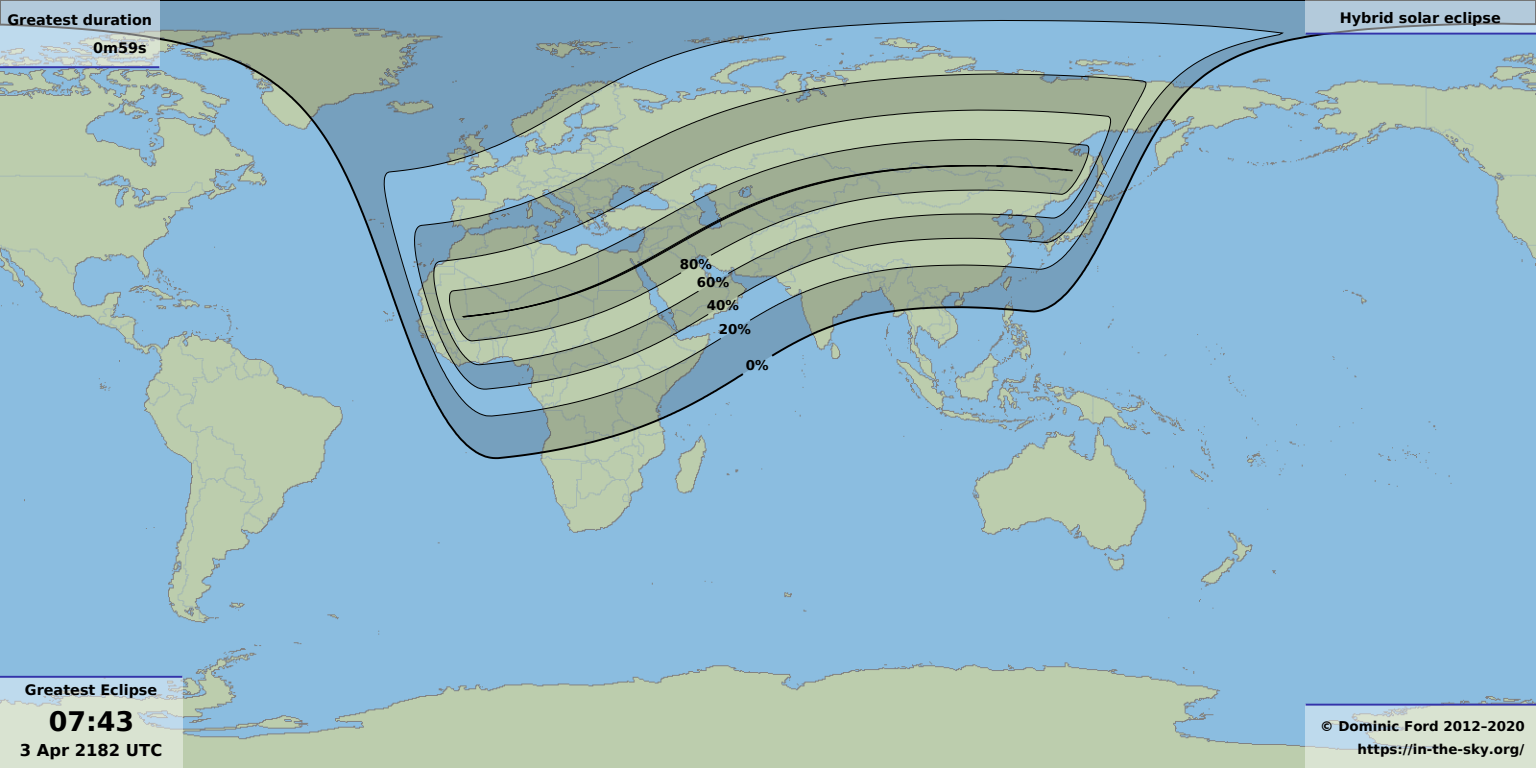 Greatest duration
0m59s
Hybrid solar eclipse
80%
60%
40%
20%
0%
Greatest Eclipse
07:43
3 Apr 2182 UTC
© Dominic Ford 2012–2020
https://in-the-sky.org/